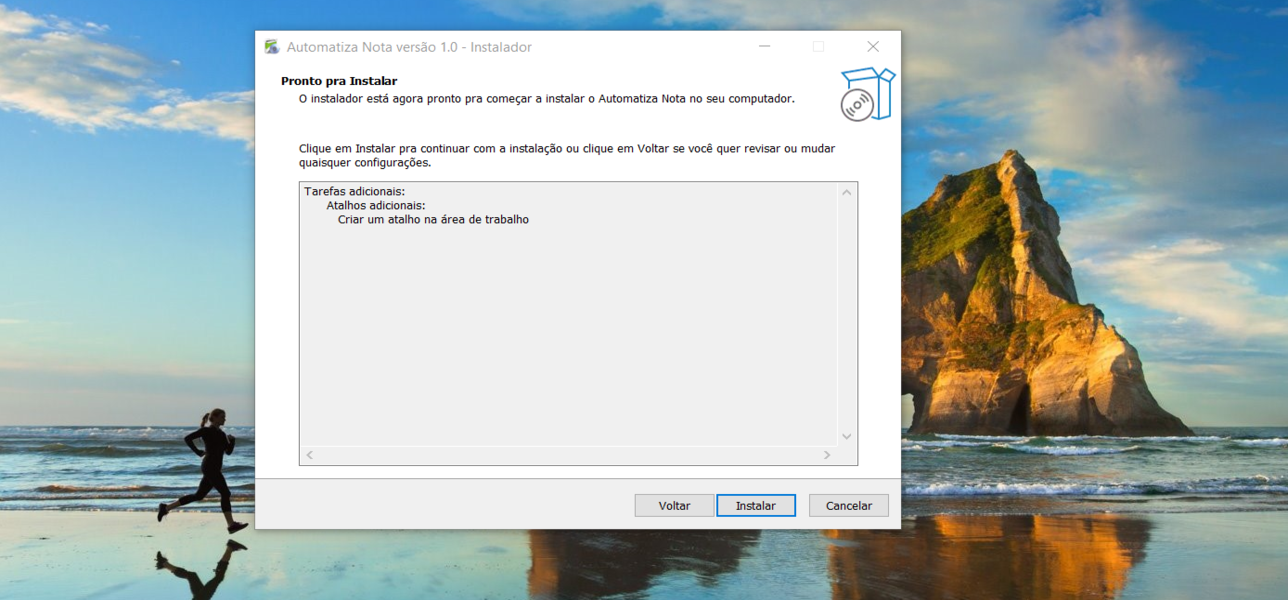 Automatiza Nota versão 1.0 - Instalador
Pronto pra Instalar
O instalador está agora pronto pra começar a instalar o Automatiza Nota no seu computador.
Clique em Instalar pra continuar com a instalação ou clique em Voltar se você quer revisar ou mudar
quaisquer configurações.
Tarefas adicionais:
Atalhos adicionais:
Criar um atalho na área de trabalho
Voltar
Instalar
Cancelar